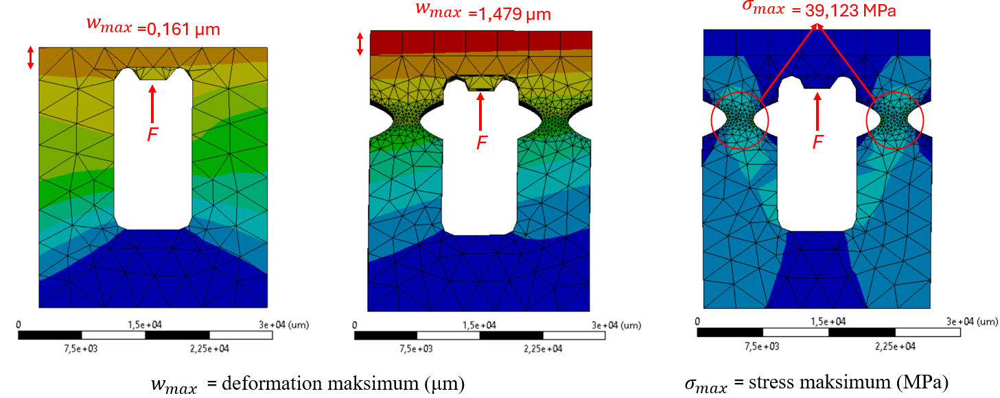 w_max =0,161 µm
w_max =1,479 µm
σ_max = 39,123 MPa
F
F
F
0 1,5e+04 3e+04 (um)
7,5e+03 2,25e+04
0 1,5e+04 3e+04 (um)
7,5e+03 2,25e+04
0 1,5e+04 3e+04 (um)
7,5e+03 2,25e+04
w_max = deformation maksimum (µm)
σ_max = stress maksimum (MPa)